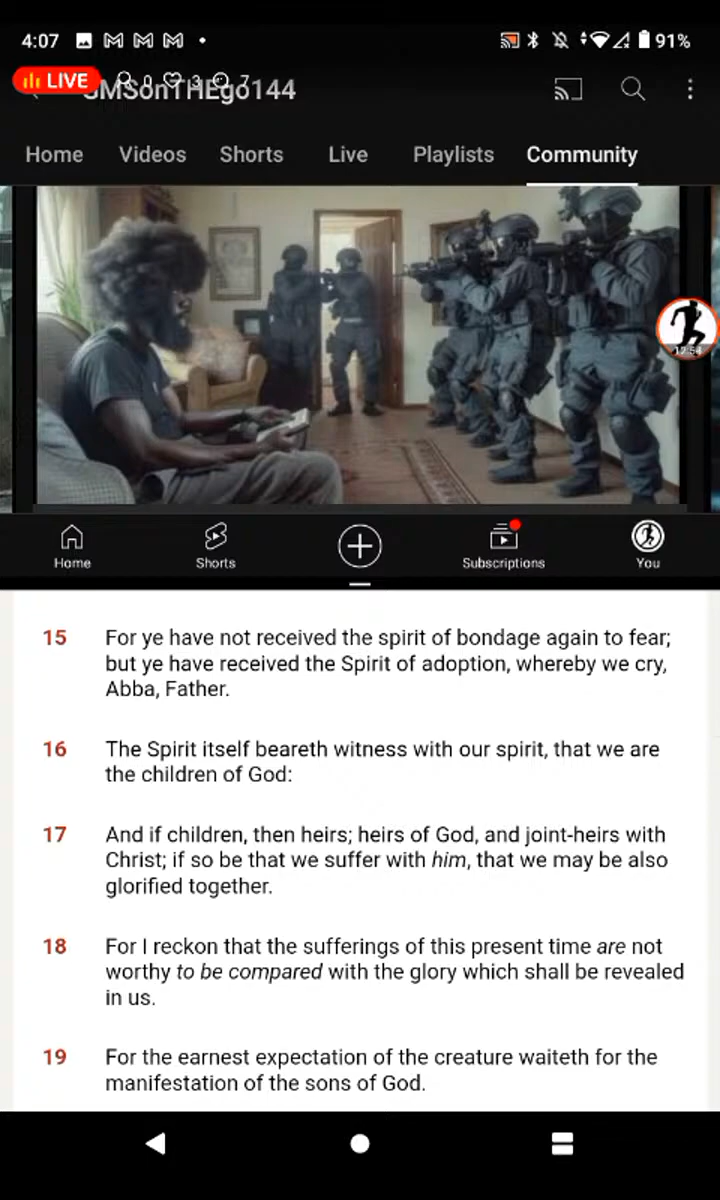 4:07
91%
LIVE 0 3 7
GMSonTHEgo144
Home Videos Shorts Live Playlists Community
12:54
Home Shorts Subscriptions You
15 For ye have not received the spirit of bondage again to fear;
but ye have received the Spirit of adoption, whereby we cry,
Abba, Father.
16 The Spirit itself beareth witness with our spirit, that we are
the children of God:
17 And if children, then heirs; heirs of God, and joint-heirs with
Christ; if so be that we suffer with him, that we may be also
glorified together.
18 For I reckon that the sufferings of this present time are not
worthy to be compared with the glory which shall be revealed
in us.
19 For the earnest expectation of the creature waiteth for the
manifestation of the sons of God.